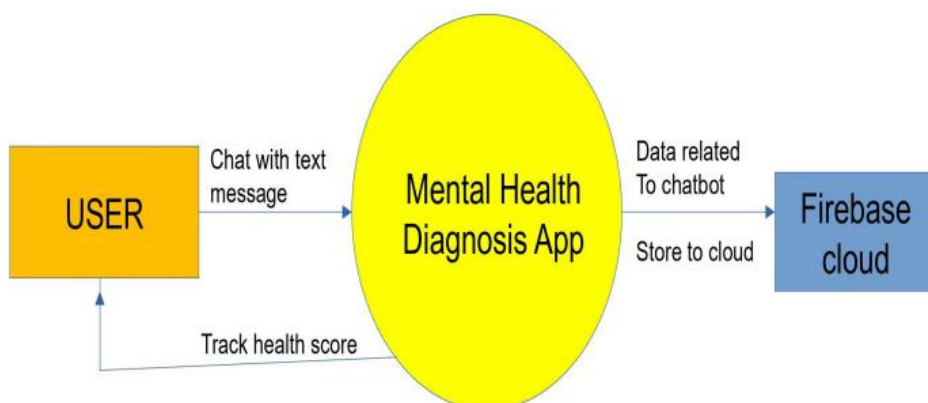 USER
Chat with text
message
Mental Health
Diagnosis App
Data related
To chatbot
Store to cloud
Firebase
cloud
Track health score